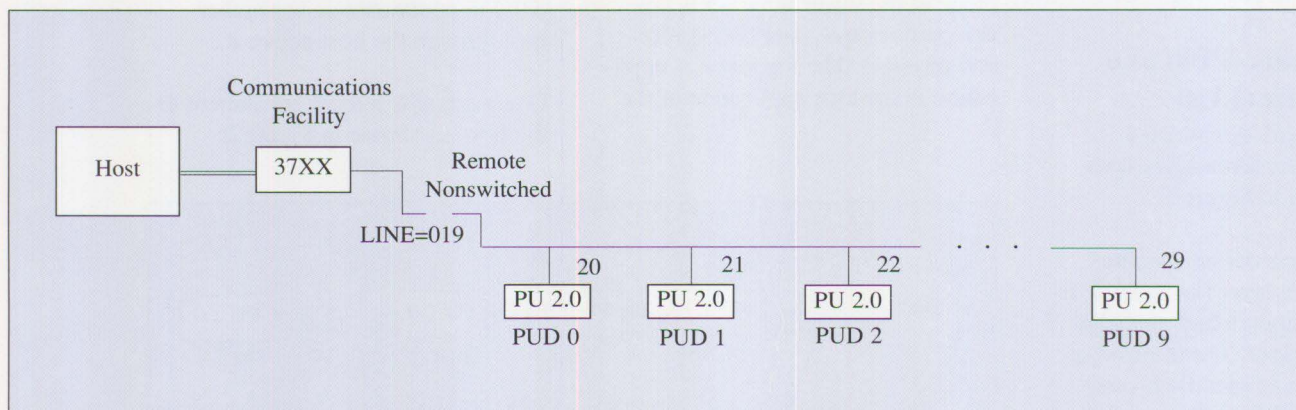 Communications
Facility
Host
37XX
Remote
Nonswitched
LINE=019
20
21
22
. . .
29
PU 2.0
PU 2.0
PU 2.0
PU 2.0
PUD 0
PUD 1
PUD 2
PUD 9